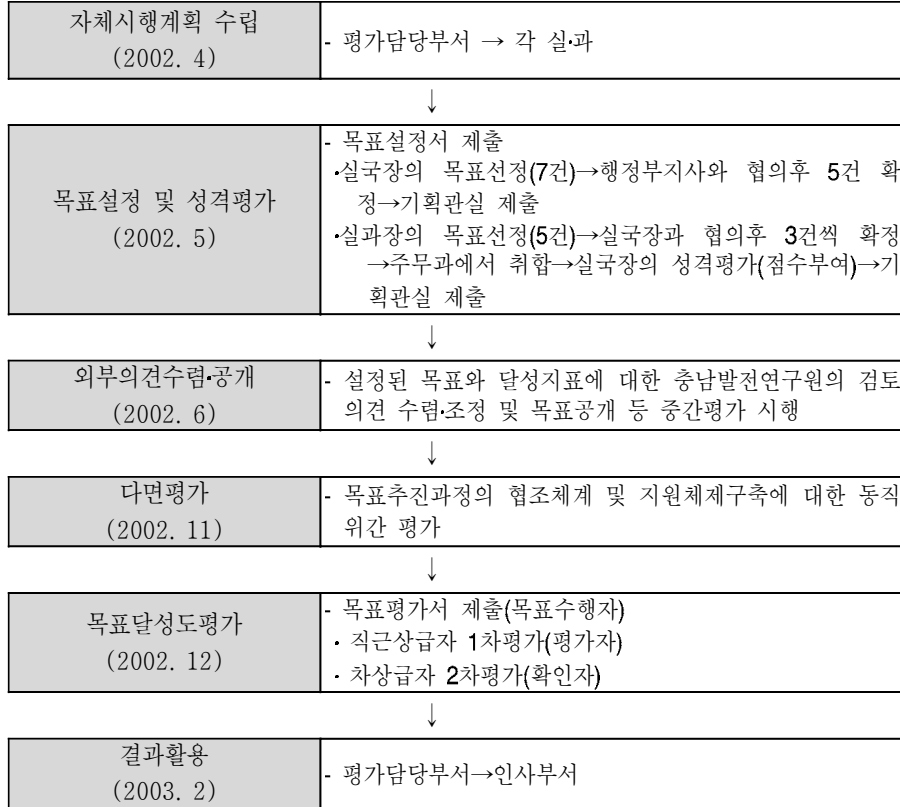 자체시행계획 수립
(2002. 4)
- 평가담당부서 → 각 실·과
↓
목표설정 및 성격평가
(2002. 5)
- 목표설정서 제출
·실국장의 목표선정(7건)→행정부지사와 협의후 5건 확
정→기획관실 제출
·실과장의 목표선정(5건)→실국장과 협의후 3건씩 확정
→주무과에서 취합→실국장의 성격평가(점수부여)→기
획관실 제출
↓
외부의견수렴·공개
(2002. 6)
- 설정된 목표와 달성지표에 대한 충남발전연구원의 검토
의견 수렴·조정 및 목표공개 등 중간평가 시행
↓
다면평가
(2002. 11)
- 목표추진과정의 협조체계 및 지원체제구축에 대한 동직
위간 평가
↓
목표달성도평가
(2002. 12)
- 목표평가서 제출(목표수행자)
· 직근상급자 1차평가(평가자)
· 차상급자 2차평가(확인자)
↓
결과활용
(2003. 2)
- 평가담당부서→인사부서